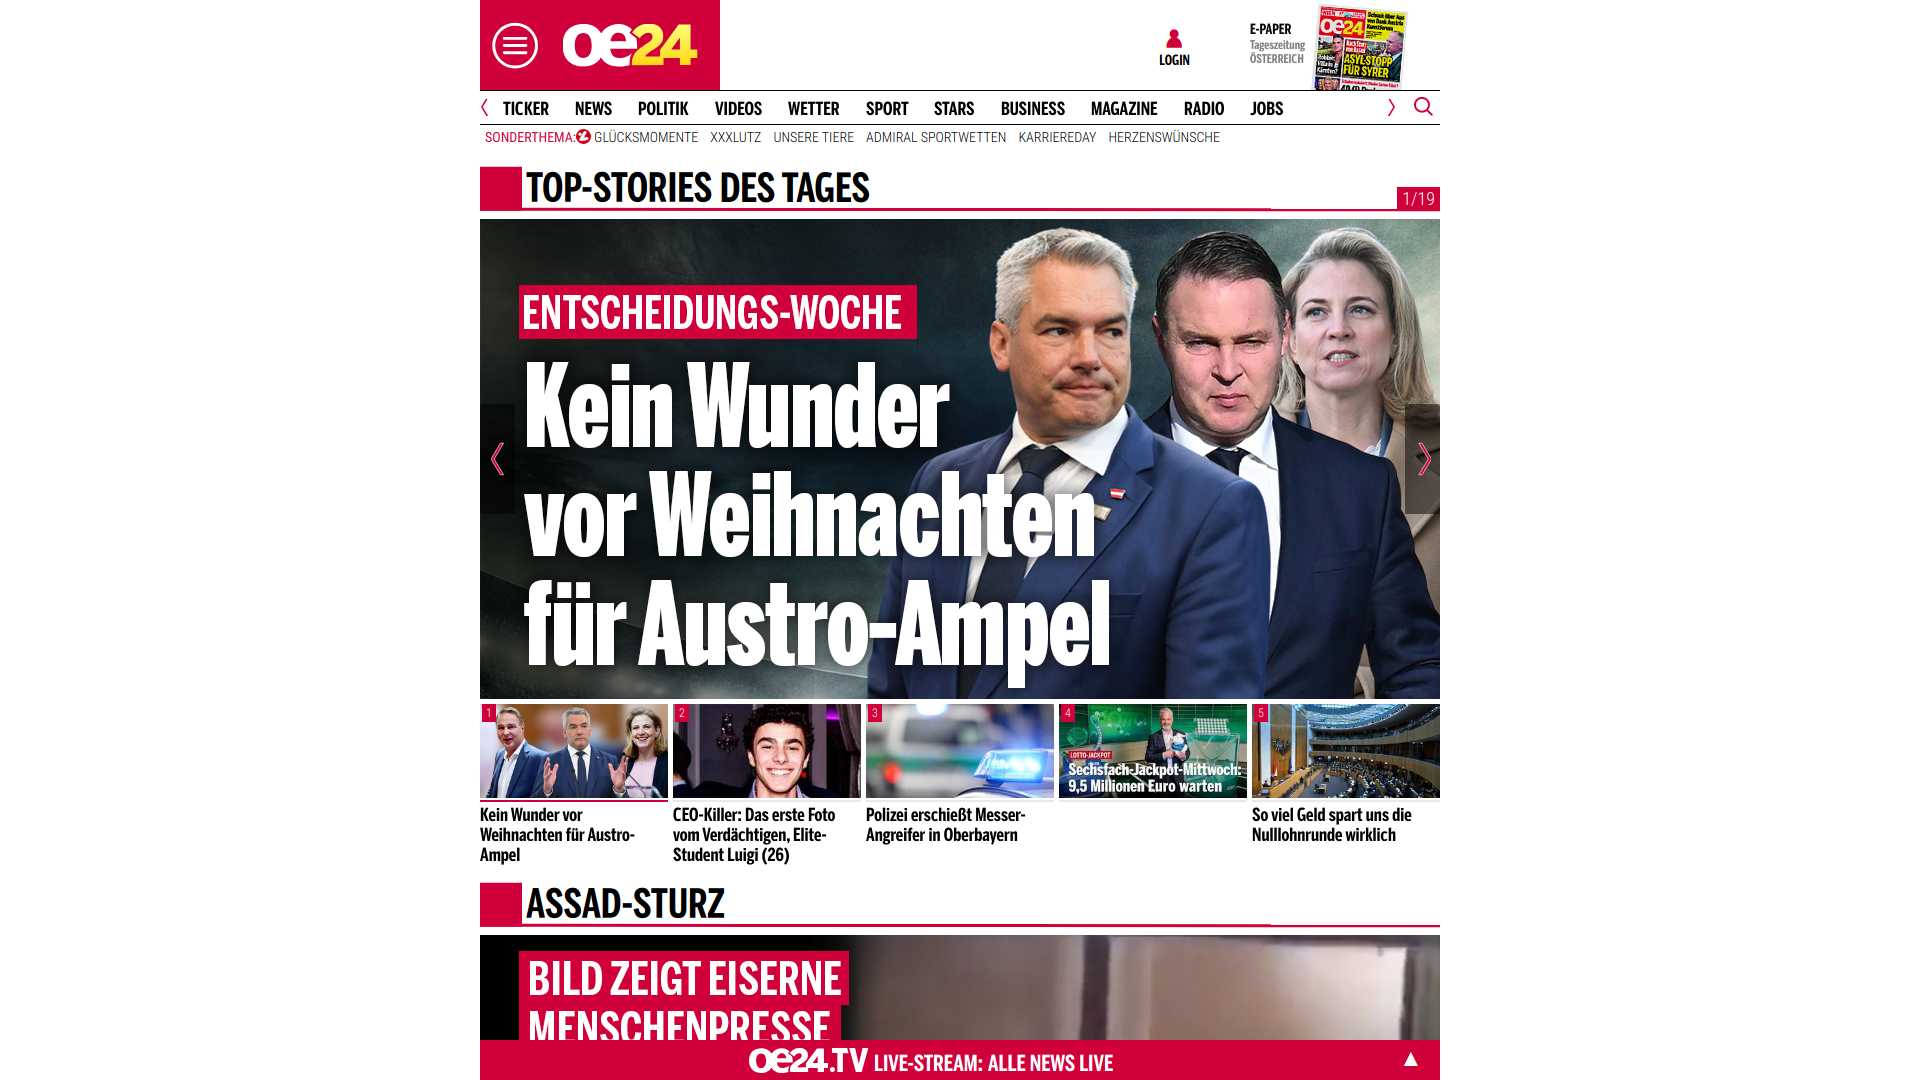 oe24
LOGIN
E-PAPER
Tageszeitung
ÖSTERREICH
oe24
ASYL-STOPP
FÜR SYRER
TICKER NEWS POLITIK VIDEOS WETTER SPORT STARS BUSINESS MAGAZINE RADIO JOBS
SONDERTHEMA: GLÜCKSMOMENTE XXXLUTZ UNSERE TIERE ADMIRAL SPORTWETTEN KARRIEREDAY HERZENSWÜNSCHE
TOP-STORIES DES TAGES
1/19
ENTSCHEIDUNGS-WOCHE
Kein Wunder
vor Weihnachten
für Austro-Ampel
1
Kein Wunder vor
Weihnachten für Austro-
Ampel
2
CEO-Killer: Das erste Foto
vom Verdächtigen, Elite-
Student Luigi (26)
3
Polizei erschießt Messer-
Angreifer in Oberbayern
4
LOTTO-JACKPOT
Sechsfach-Jackpot-Mittwoch:
9,5 Millionen Euro warten
5
So viel Geld spart uns die
Nulllohnrunde wirklich
ASSAD-STURZ
BILD ZEIGT EISERNE
MENSCHENPRESSE
oe24.TV LIVE-STREAM: ALLE NEWS LIVE